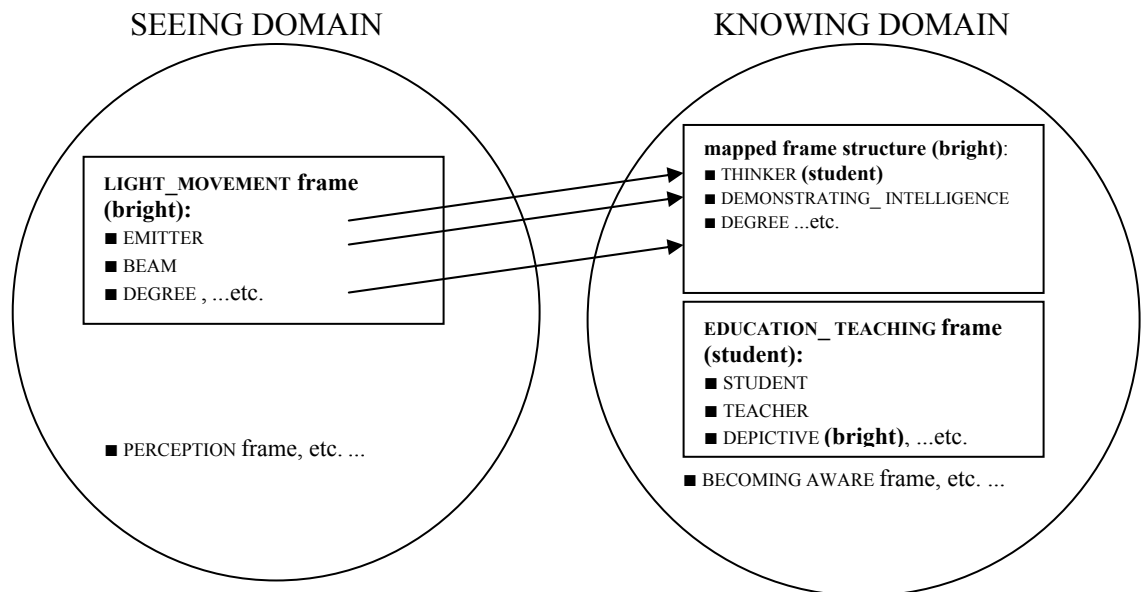 SEEING DOMAIN
LIGHT_MOVEMENT frame
(bright):
■ EMITTER
■ BEAM
■ DEGREE , ...etc.
■ PERCEPTION frame, etc. ...
KNOWING DOMAIN
mapped frame structure (bright):
■ THINKER (student)
■ DEMONSTRATING_ INTELLIGENCE
■ DEGREE ...etc.
EDUCATION_ TEACHING frame
(student):
■ STUDENT
■ TEACHER
■ DEPICTIVE (bright), ...etc.
■ BECOMING AWARE frame, etc. ...